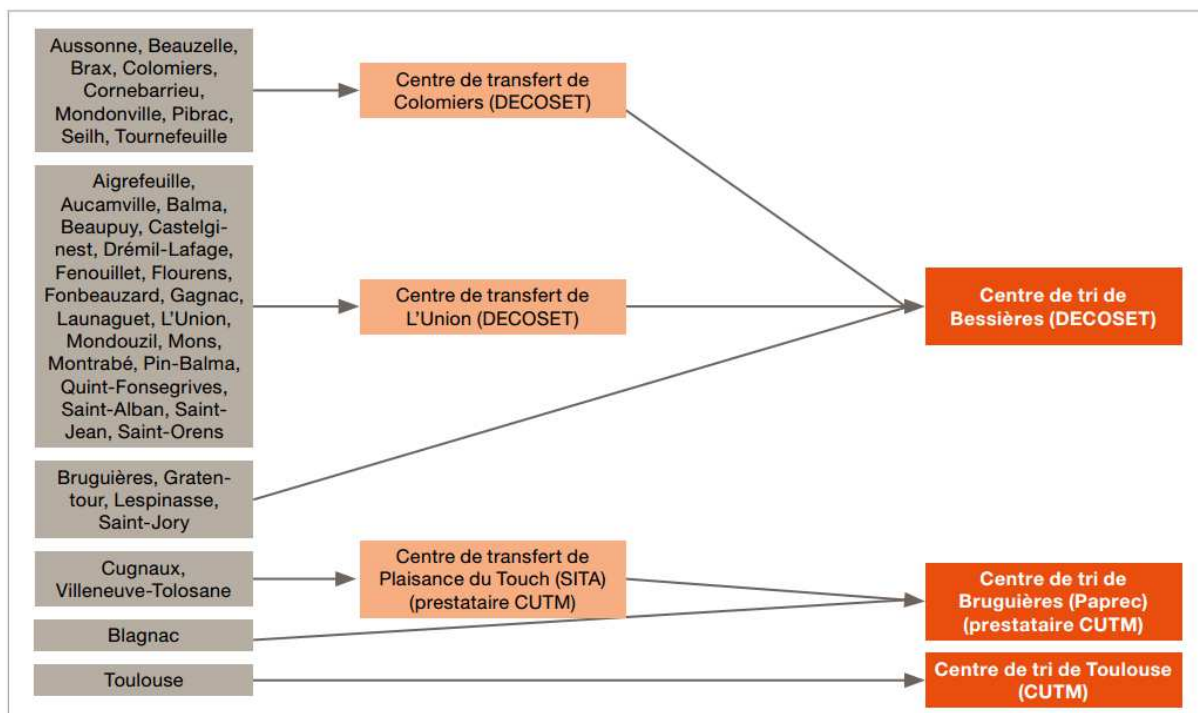 Aussonne, Beauzelle,
Brax, Colomiers,
Cornebarrieu,
Mondonville, Pibrac,
Seilh, Tournefeuille
Centre de transfert de
Colomiers (DECOSET)
Aigrefeuille,
Aucamville, Balma,
Beaupuy, Castelgi-
nest, Drémil-Lafage,
Fenouillet, Flourens,
Fonbeauzard, Gagnac,
Launaguet, L'Union,
Mondouzil, Mons,
Montrabé, Pin-Balma,
Quint-Fonsegrives,
Saint-Alban, Saint-
Jean, Saint-Orens
Centre de transfert de
L'Union (DECOSET)
Centre de tri de
Bessières (DECOSET)
Bruguières, Graten-
tour, Lespinasse,
Saint-Jory
Cugnaux,
Villeneuve-Tolosane
Centre de transfert de
Plaisance du Touch (SITA)
(prestataire CUTM)
Centre de tri de
Bruguières (Paprec)
(prestataire CUTM)
Blagnac
Toulouse
Centre de tri de Toulouse
(CUTM)